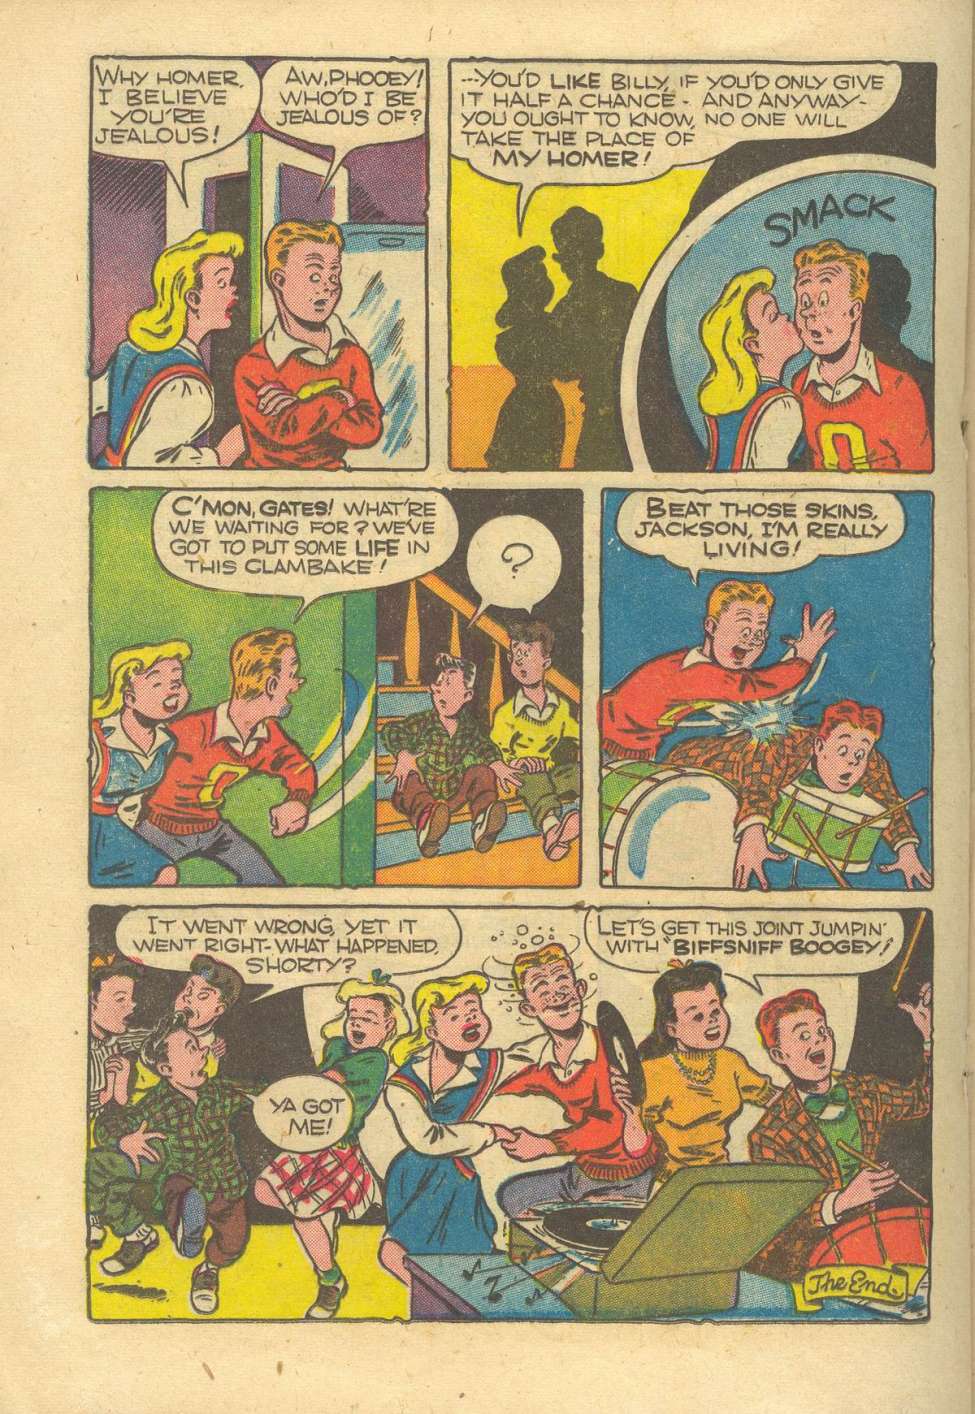 WHY HOMER,
I BELIEVE
YOU'RE
JEALOUS!
AW, PHOOEY!
WHO'D I BE
JEALOUS OF?
---YOU'D LIKE BILLY, IF YOU'D ONLY GIVE
IT HALF A CHANCE - AND ANYWAY-
YOU OUGHT TO KNOW, NO ONE WILL
TAKE THE PLACE OF
MY HOMER!
SMACK
C'MON, GATES! WHAT'RE
WE WAITING FOR? WE'VE
GOT TO PUT SOME LIFE IN
THIS CLAMBAKE!
?
BEAT THOSE SKINS,
JACKSON, I'M REALLY
LIVING!
IT WENT WRONG, YET IT
WENT RIGHT-WHAT HAPPENED,
SHORTY?
YA GOT
ME!
LET'S GET THIS JOINT JUMPIN'
WITH "BIFFSNIFF BOOGEY!
The End.